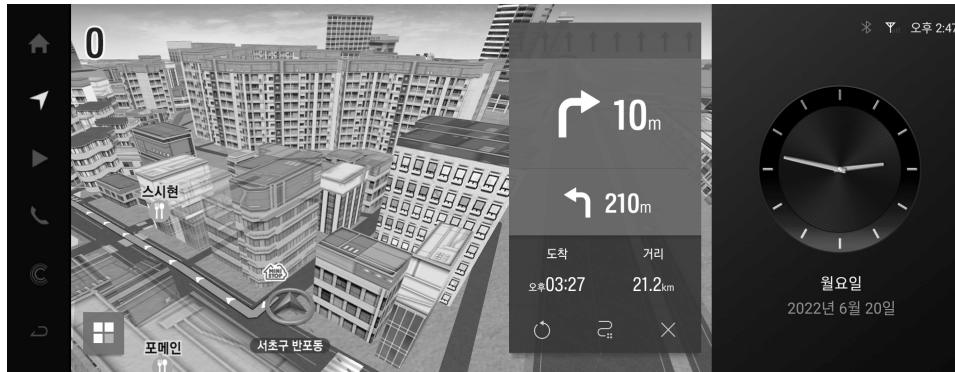 0
스시현
MINI
STOP
서초구 반포동
포메인
10m
210m
도착 거리
오후03:27 21.2km
오후 2:47
월요일
2022년 6월 20일